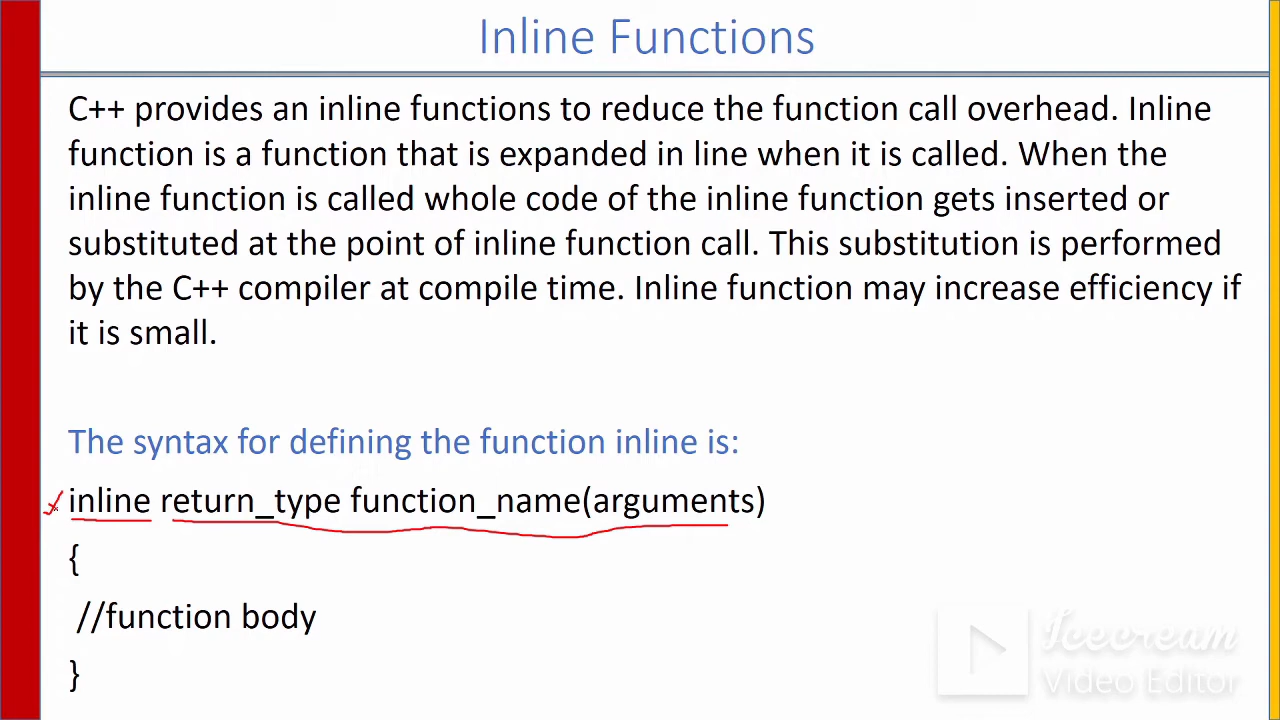 Inline Functions
C++ provides an inline functions to reduce the function call overhead. Inline
function is a function that is expanded in line when it is called. When the
inline function is called whole code of the inline function gets inserted or
substituted at the point of inline function call. This substitution is performed
by the C++ compiler at compile time. Inline function may increase efficiency if
it is small.
The syntax for defining the function inline is:
inline return_type function_name(arguments)
{
//function body
}
Icecream
Video Editor